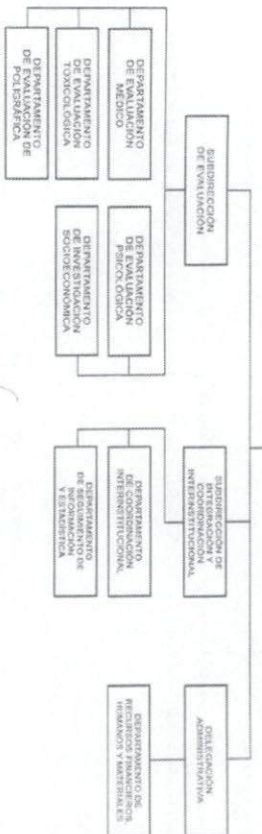 SUBDIRECCIÓN
DE EVALUACIÓN
DEPARTAMENTO
DE EVALUACIÓN
MÉDICO
DEPARTAMENTO
DE EVALUACIÓN
PSICOLÓGICA
DEPARTAMENTO
DE EVALUACIÓN
TOXICOLÓGICA
DEPARTAMENTO
DE INVESTIGACIÓN
SOCIOECONÓMICA
DEPARTAMENTO
DE EVALUACIÓN DE
POLIGRÁFICA
SUBDIRECCIÓN DE
INTEGRACIÓN Y
COORDINACIÓN
INTERINSTITUCIONAL
DEPARTAMENTO
DE COORDINACIÓN
INTERINSTITUCIONAL
DEPARTAMENTO
DE SEGUIMIENTO DE
INFORMACIÓN
Y ESTADÍSTICA
DELEGACIÓN
ADMINISTRATIVA
DEPARTAMENTO DE
RECURSOS FINANCIEROS,
HUMANOS Y MATERIALES